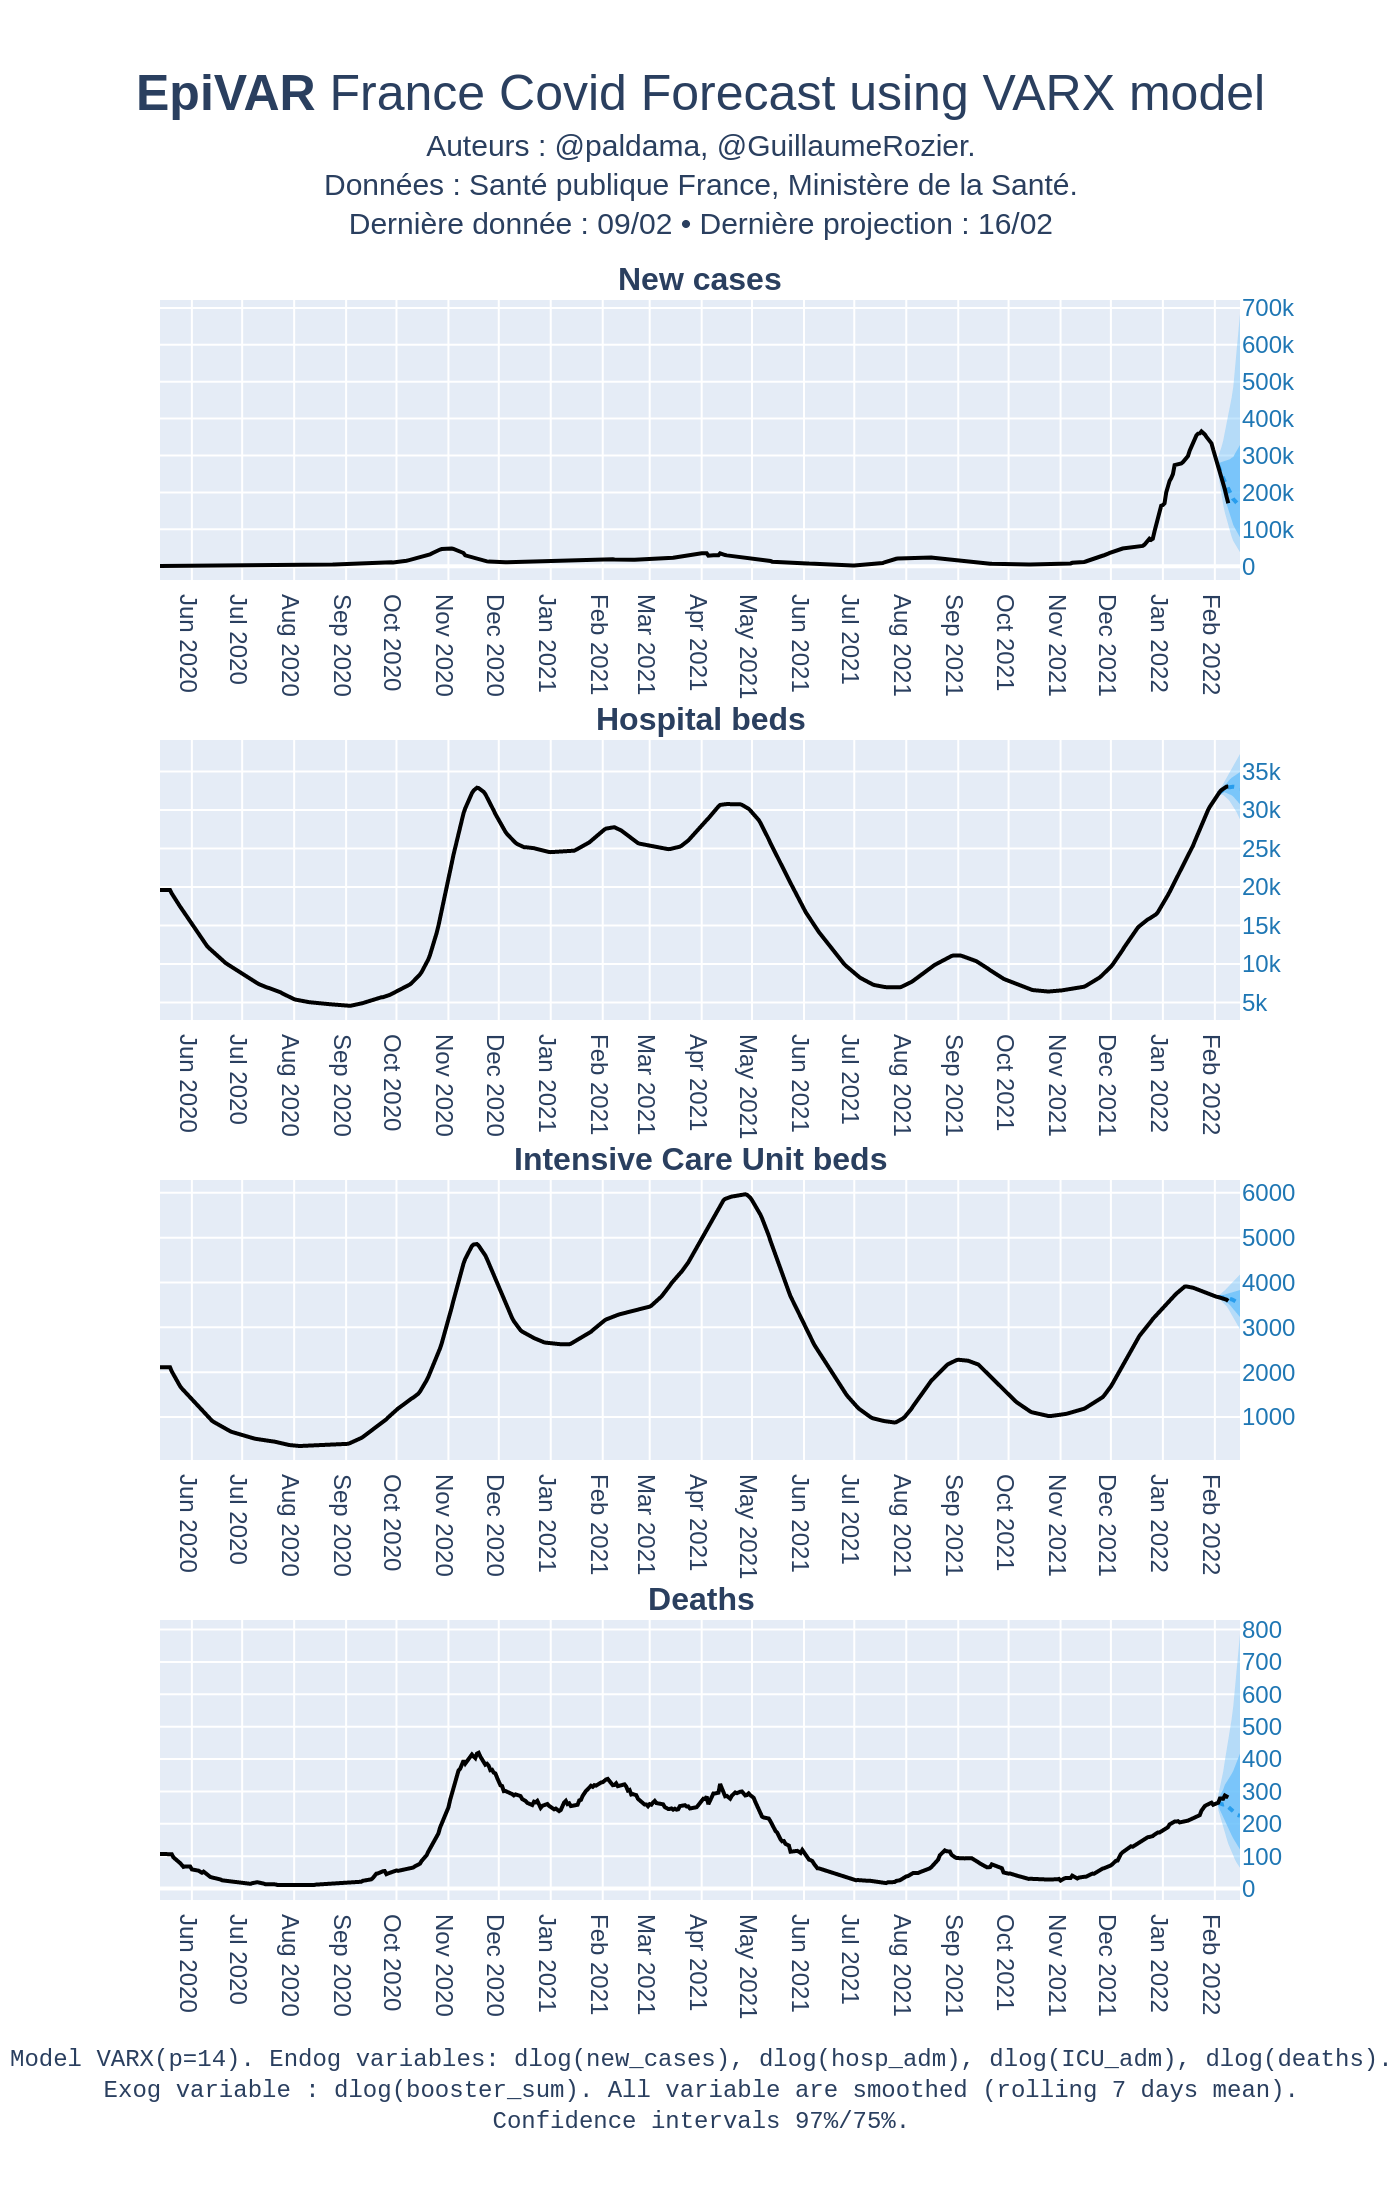 EpiVAR France Covid Forecast using VARX model
Auteurs : @paldama, @GuillaumeRozier.
Données : Santé publique France, Ministère de la Santé.
Dernière donnée : 09/02 • Dernière projection : 16/02
New cases
700k
600k
500k
400k
300k
200k
100k
0
Jun 2020
Jul 2020
Aug 2020
Sep 2020
Oct 2020
Nov 2020
Dec 2020
Jan 2021
Feb 2021
Mar 2021
Apr 2021
May 2021
Jun 2021
Jul 2021
Aug 2021
Sep 2021
Oct 2021
Nov 2021
Dec 2021
Jan 2022
Feb 2022
Hospital beds
35k
30k
25k
20k
15k
10k
5k
Jun 2020
Jul 2020
Aug 2020
Sep 2020
Oct 2020
Nov 2020
Dec 2020
Jan 2021
Feb 2021
Mar 2021
Apr 2021
May 2021
Jun 2021
Jul 2021
Aug 2021
Sep 2021
Oct 2021
Nov 2021
Dec 2021
Jan 2022
Feb 2022
Intensive Care Unit beds
6000
5000
4000
3000
2000
1000
Jun 2020
Jul 2020
Aug 2020
Sep 2020
Oct 2020
Nov 2020
Dec 2020
Jan 2021
Feb 2021
Mar 2021
Apr 2021
May 2021
Jun 2021
Jul 2021
Aug 2021
Sep 2021
Oct 2021
Nov 2021
Dec 2021
Jan 2022
Feb 2022
Deaths
800
700
600
500
400
300
200
100
0
Jun 2020
Jul 2020
Aug 2020
Sep 2020
Oct 2020
Nov 2020
Dec 2020
Jan 2021
Feb 2021
Mar 2021
Apr 2021
May 2021
Jun 2021
Jul 2021
Aug 2021
Sep 2021
Oct 2021
Nov 2021
Dec 2021
Jan 2022
Feb 2022
Model VARX(p=14). Endog variables: dlog(new_cases), dlog(hosp_adm), dlog(ICU_adm), dlog(deaths).
Exog variable : dlog(booster_sum). All variable are smoothed (rolling 7 days mean).
Confidence intervals 97%/75%.